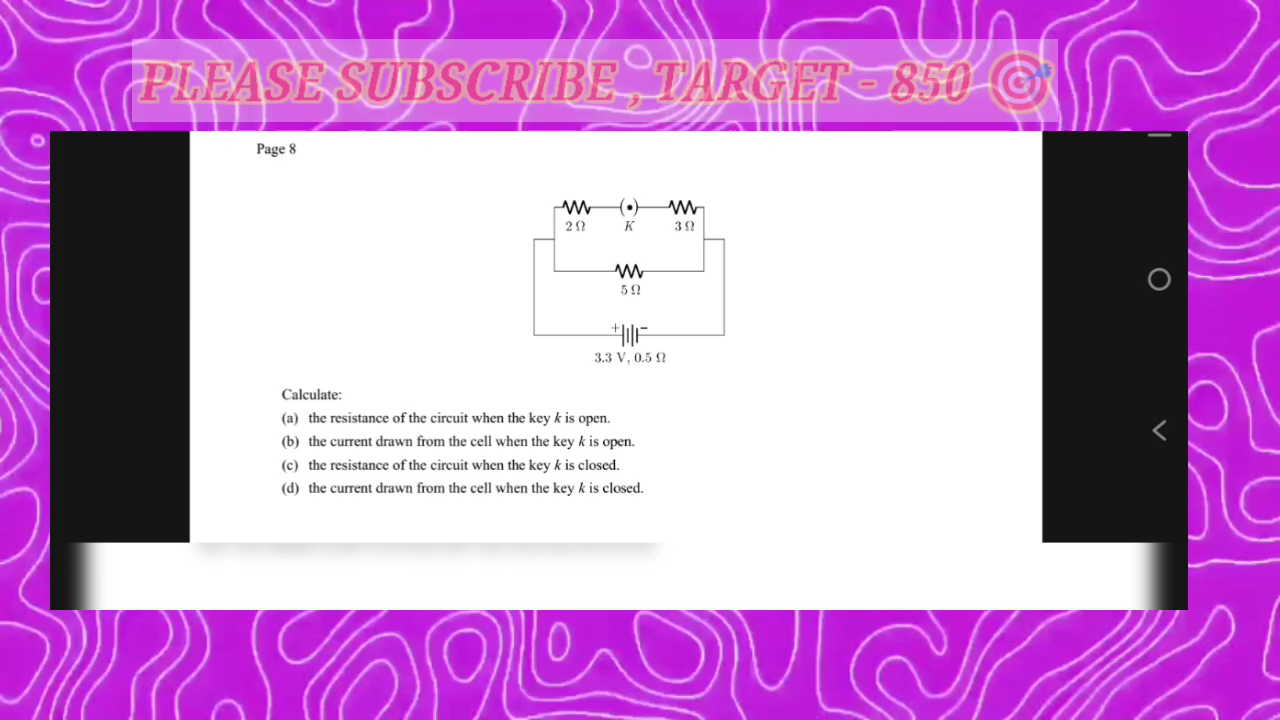 PLEASE SUBSCRIBE , TARGET - 850 🎯
Page 8
2 Ω K 3 Ω
5 Ω
+ −
3.3 V, 0.5 Ω
Calculate:
(a) the resistance of the circuit when the key k is open.
(b) the current drawn from the cell when the key k is open.
(c) the resistance of the circuit when the key k is closed.
(d) the current drawn from the cell when the key k is closed.